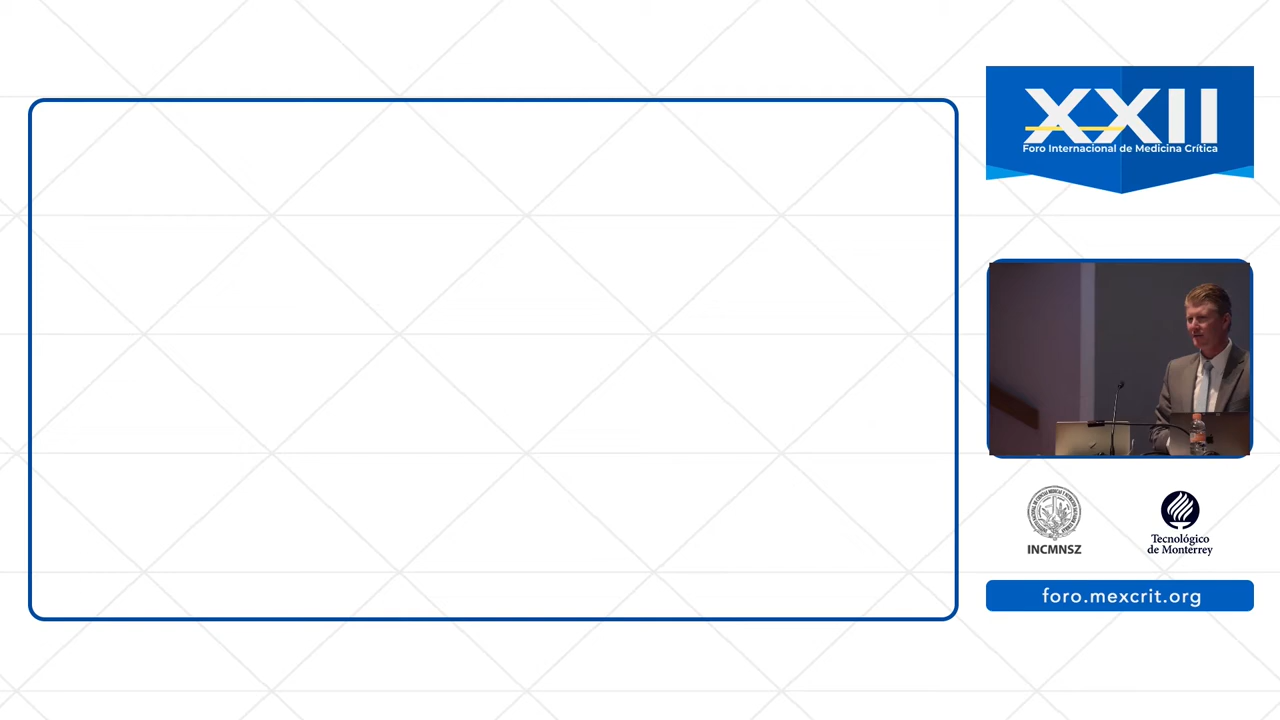 XXII
Foro Internacional de Medicina Crítica
INCMNSZ
Tecnológico
de Monterrey
foro.mexcrit.org